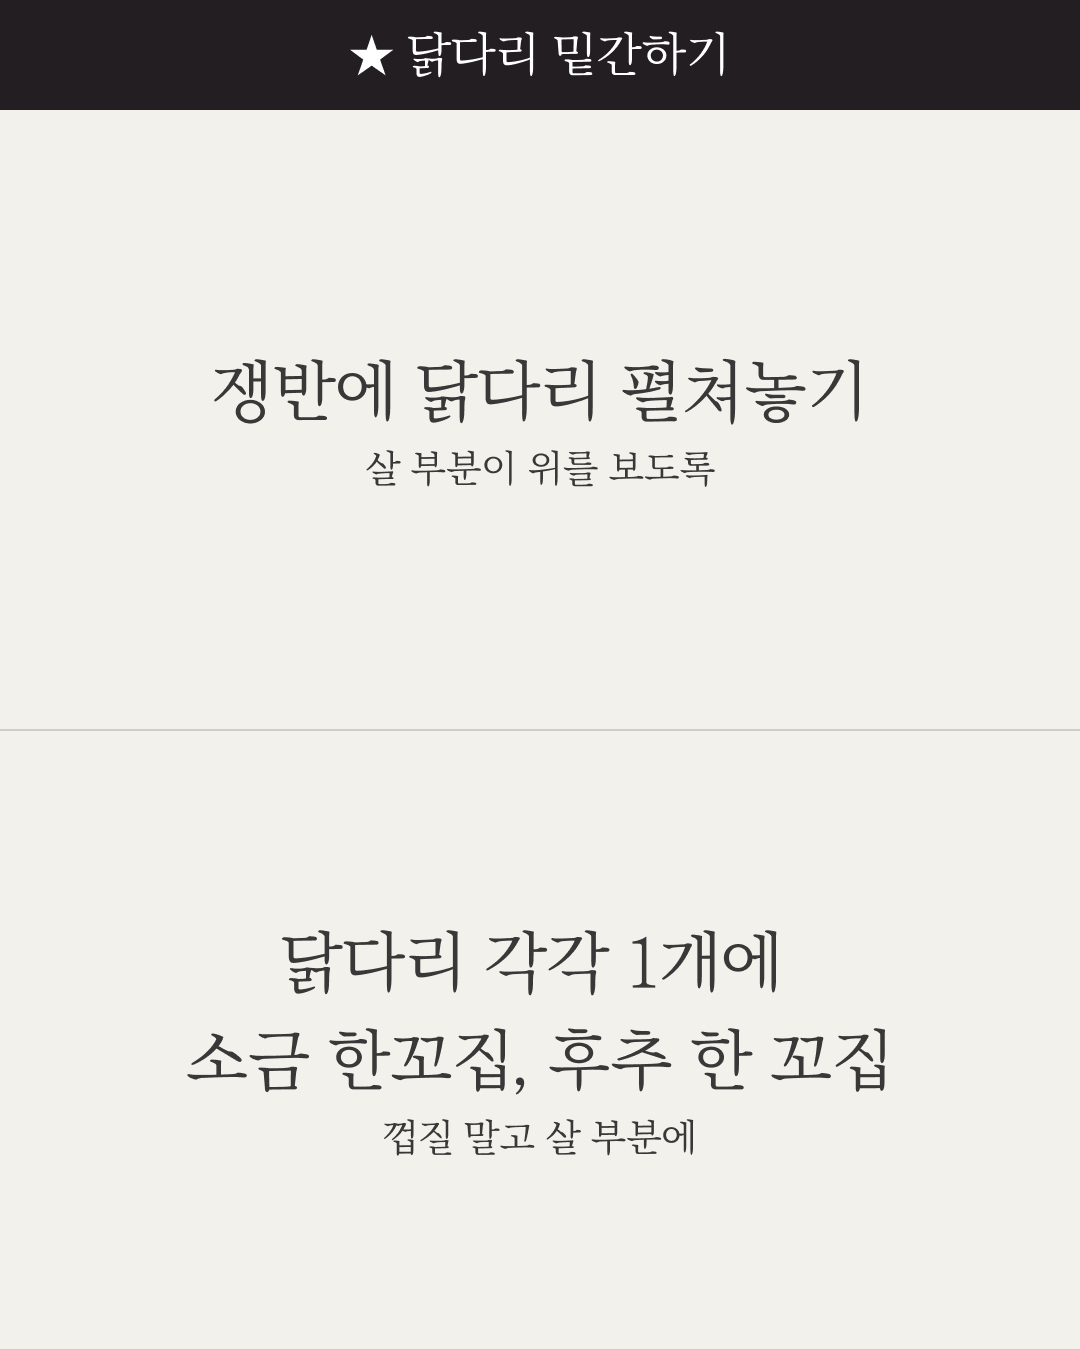 ★ 닭다리 밑간하기
쟁반에 닭다리 펼쳐놓기
살 부분이 위를 보도록
닭다리 각각 1개에
소금 한꼬집, 후추 한 꼬집
껍질 말고 살 부분에